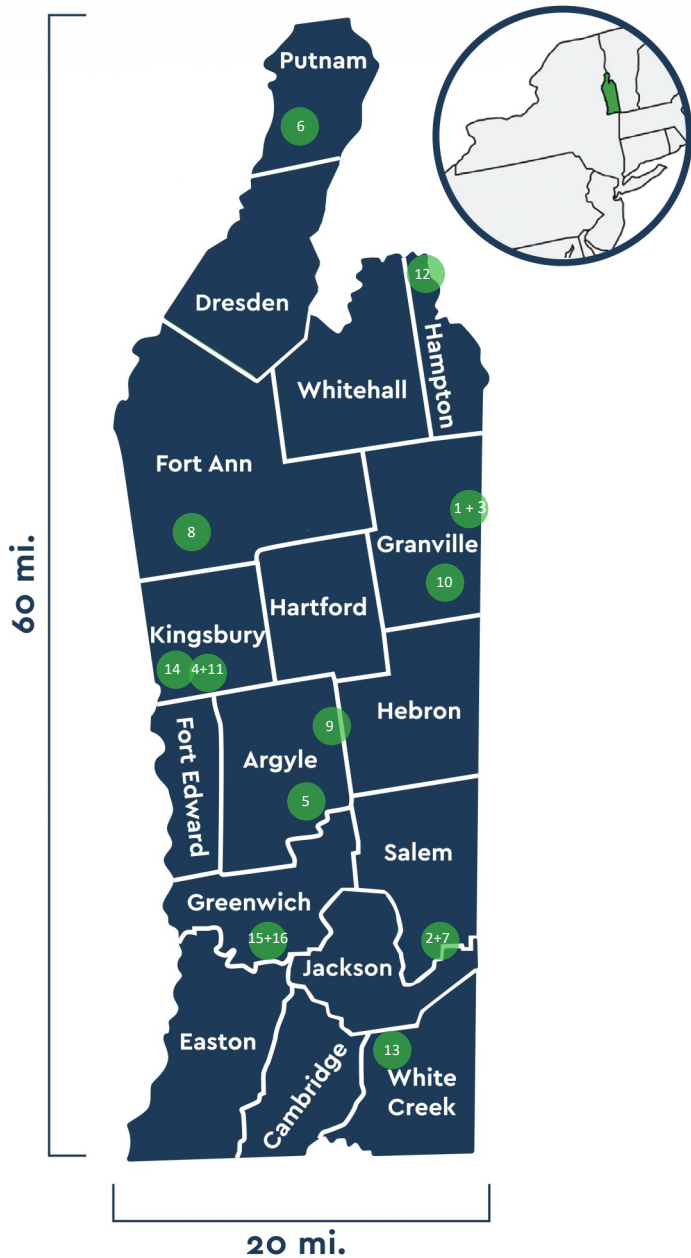 Putnam
6
Dresden
12
Hampton
Whitehall
Fort Ann
8
1 + 3
Granville
10
60 mi.
Hartford
Kingsbury
14
4+11
Hebron
9
Fort Edward
Argyle
5
Salem
Greenwich
15+16
2+7
Jackson
Easton
13
Cambridge
White
Creek
20 mi.